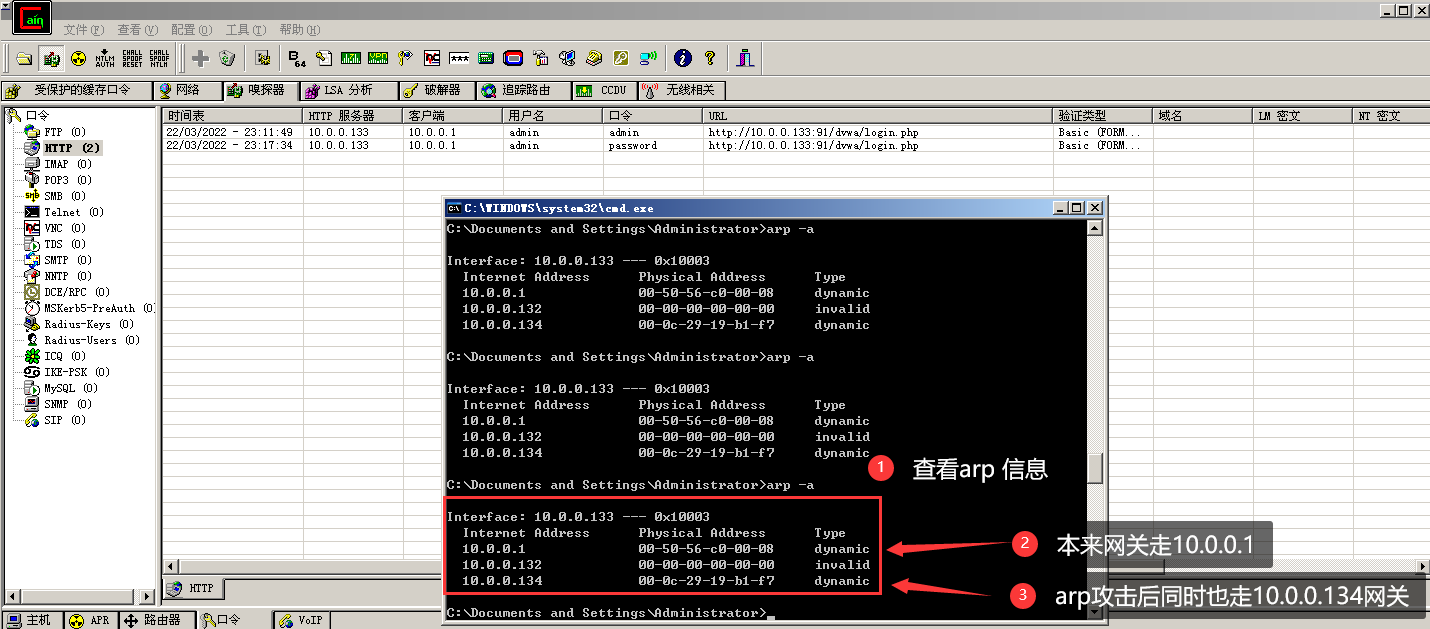 Cain
文件(F) 查看(V) 配置(O) 工具(T) 帮助(H)
NTLM AUTH CHALL SPOOF RESET CHALL SPOOF NTLM B64
受保护的缓存口令 网络 嗅探器 LSA 分析 破解器 追踪路由 CCDU 无线相关
口令
FTP (0)
HTTP (2)
IMAP (0)
POP3 (0)
SMB (0)
Telnet (0)
VNC (0)
TDS (0)
SMTP (0)
NNTP (0)
DCE/RPC (0)
MSKerb5-PreAuth (0)
Radius-Keys (0)
Radius-Users (0)
ICQ (0)
IKE-PSK (0)
MySQL (0)
SNMP (0)
SIP (0)
时间表 HTTP 服务器 客户端 用户名 口令 URL 验证类型 域名 LM 密文 NT 密文
22/03/2022 - 23:11:49 10.0.0.133 10.0.0.1 admin admin http://10.0.0.133:91/dvwa/login.php Basic (FORM...
22/03/2022 - 23:17:34 10.0.0.133 10.0.0.1 admin password http://10.0.0.133:91/dvwa/login.php Basic (FORM...
C:\WINDOWS\system32\cmd.exe
C:\Documents and Settings\Administrator>arp -a
Interface: 10.0.0.133 --- 0x10003
Internet Address Physical Address Type
10.0.0.1 00-50-56-c0-00-08 dynamic
10.0.0.132 00-00-00-00-00-00 invalid
10.0.0.134 00-0c-29-19-b1-f7 dynamic
C:\Documents and Settings\Administrator>arp -a
Interface: 10.0.0.133 --- 0x10003
Internet Address Physical Address Type
10.0.0.1 00-50-56-c0-00-08 dynamic
10.0.0.132 00-00-00-00-00-00 invalid
10.0.0.134 00-0c-29-19-b1-f7 dynamic
1 查看arp 信息
C:\Documents and Settings\Administrator>arp -a
Interface: 10.0.0.133 --- 0x10003
Internet Address Physical Address Type
10.0.0.1 00-50-56-c0-00-08 dynamic
10.0.0.132 00-00-00-00-00-00 invalid
10.0.0.134 00-0c-29-19-b1-f7 dynamic
2 本来网关走10.0.0.1
3 arp攻击后同时也走10.0.0.134网关
C:\Documents and Settings\Administrator>_
HTTP
主机 APR 路由器 口令 VoIP